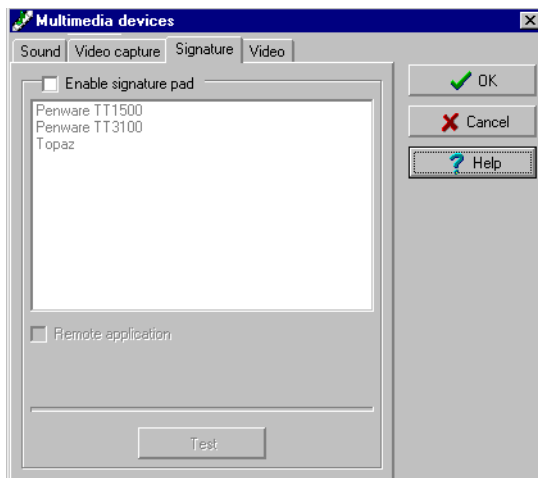 Multimedia devices
Sound Video capture Signature Video
Enable signature pad
Penware TT1500
Penware TT3100
Topaz
Remote application
Test
OK
Cancel
Help